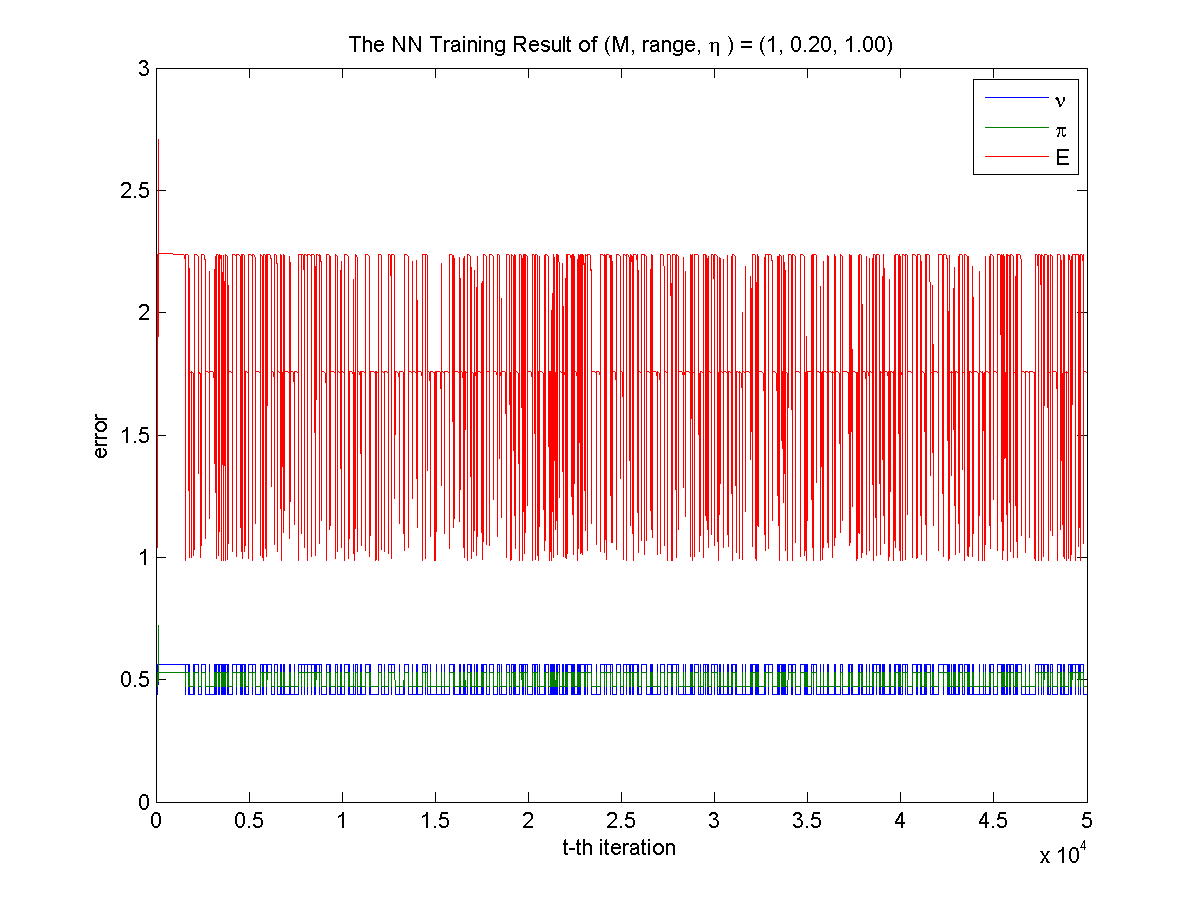 The NN Training Result of (M, range, η ) = (1, 0.20, 1.00)
3
2.5
2
1.5
1
0.5
0
error
ν
π
E
0 0.5 1 1.5 2 2.5 3 3.5 4 4.5 5
t-th iteration
x 10^4